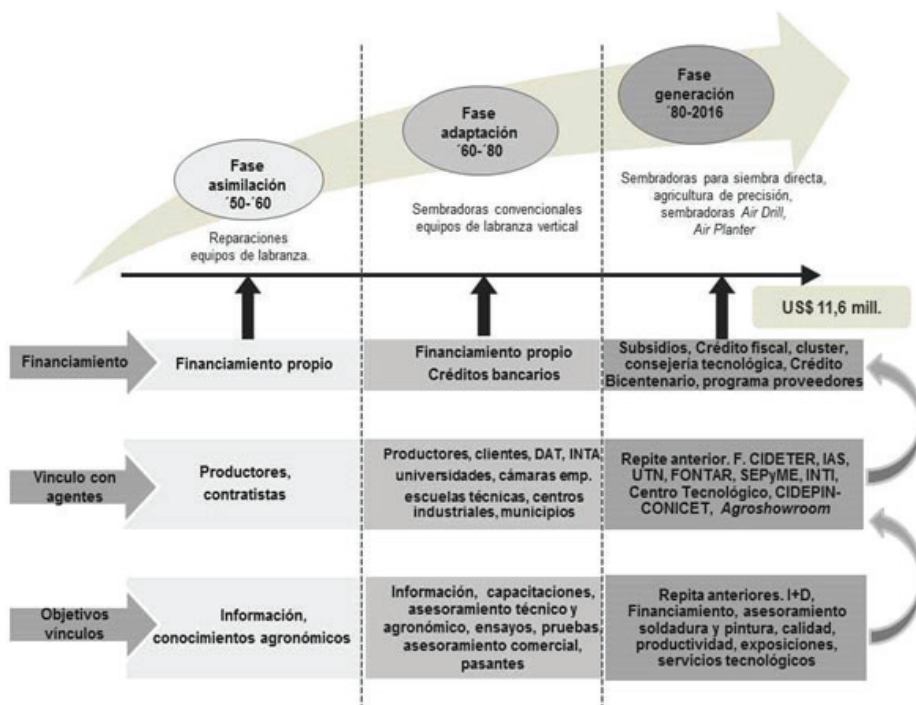 Fase
generación
´80-2016
Fase
adaptación
´60-´80
Fase
asimilación
´50-´60
Sembradoras para siembra directa,
agricultura de precisión,
sembradoras Air Drill,
Air Planter
Sembradoras convencionales
equipos de labranza vertical
Reparaciones
equipos de labranza.
US$ 11,6 mill.
Financiamiento
Financiamiento propio
Financiamiento propio
Créditos bancarios
Subsidios, Crédito fiscal, cluster,
consejería tecnológica, Crédito
Bicentenario, programa proveedores
Vinculo con
agentes
Productores,
contratistas
Productores, clientes, DAT, INTA,
universidades, cámaras emp.
escuelas técnicas, centros
industriales, municipios
Repite anterior. F. CIDETER, IAS,
UTN, FONTAR, SEPyME, INTI,
Centro Tecnológico, CIDEPIN-
CONICET, Agroshowroom
Objetivos
vínculos
Información,
conocimientos agronómicos
Información, capacitaciones,
asesoramiento técnico y
agronómico, ensayos, pruebas,
asesoramiento comercial,
pasantes
Repita anteriores. I+D,
Financiamiento, asesoramiento
soldadura y pintura, calidad,
productividad, exposiciones,
servicios tecnológicos